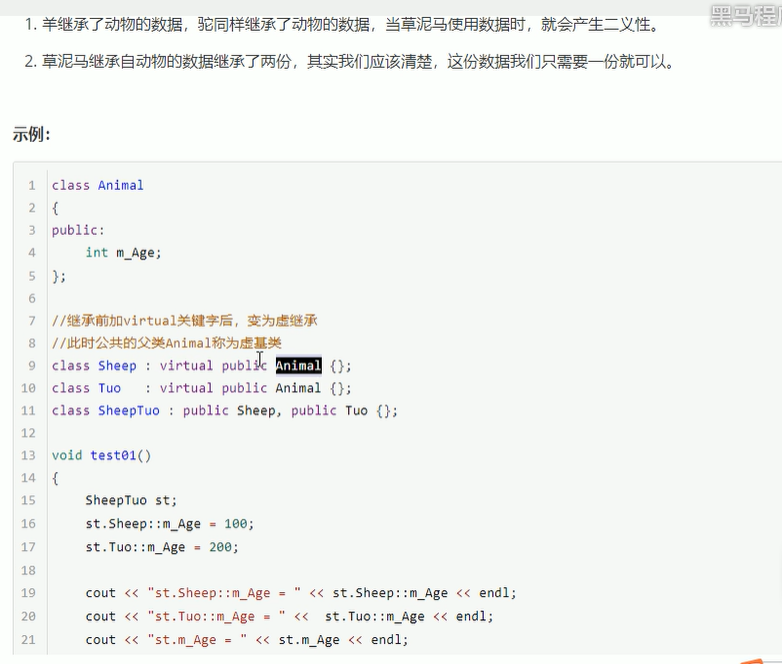 黑马程
1. 羊继承了动物的数据，驼同样继承了动物的数据，当草泥马使用数据时，就会产生二义性。
2. 草泥马继承自动物的数据继承了两份，其实我们应该清楚，这份数据我们只需要一份就可以。
示例：
1 class Animal
2 {
3 public:
4     int m_Age;
5 };
6
7 //继承前加virtual关键字后，变为虚继承
8 //此时公共的父类Animal称为虚基类
9 class Sheep : virtual public Animal {};
10 class Tuo   : virtual public Animal {};
11 class SheepTuo : public Sheep, public Tuo {};
12
13 void test01()
14 {
15     SheepTuo st;
16     st.Sheep::m_Age = 100;
17     st.Tuo::m_Age = 200;
18
19     cout << "st.Sheep::m_Age = " << st.Sheep::m_Age << endl;
20     cout << "st.Tuo::m_Age = " <<  st.Tuo::m_Age << endl;
21     cout << "st.m_Age = " << st.m_Age << endl;